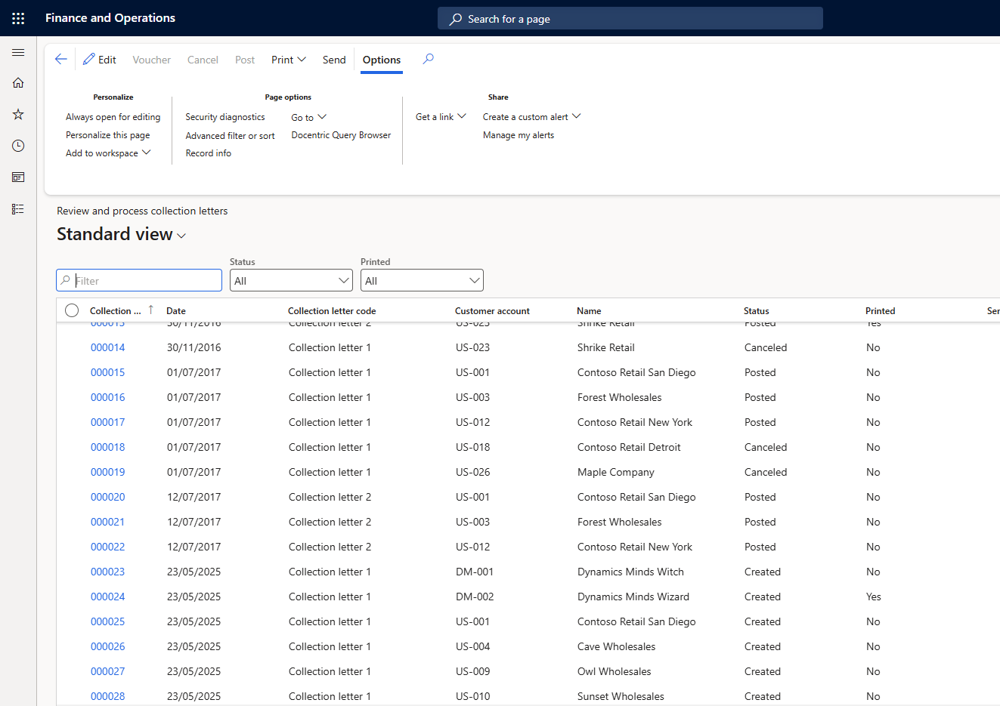 Finance and Operations
Search for a page
Edit Voucher Cancel Post Print Send Options
Personalize
Always open for editing
Personalize this page
Add to workspace
Page options
Security diagnostics Go to
Advanced filter or sort Docentric Query Browser
Record info
Share
Get a link Create a custom alert
Manage my alerts
Review and process collection letters
Standard view
Status Printed
Filter All All
Collection ... Date Collection letter code Customer account Name Status Printed Ser
000013 30/11/2016 Collection letter 2 US-023 Shrike Retail Posted Yes
000014 30/11/2016 Collection letter 1 US-023 Shrike Retail Canceled No
000015 01/07/2017 Collection letter 1 US-001 Contoso Retail San Diego Posted No
000016 01/07/2017 Collection letter 1 US-003 Forest Wholesales Posted No
000017 01/07/2017 Collection letter 1 US-012 Contoso Retail New York Posted No
000018 01/07/2017 Collection letter 1 US-018 Contoso Retail Detroit Canceled No
000019 01/07/2017 Collection letter 1 US-026 Maple Company Canceled No
000020 12/07/2017 Collection letter 2 US-001 Contoso Retail San Diego Posted No
000021 12/07/2017 Collection letter 2 US-003 Forest Wholesales Posted No
000022 12/07/2017 Collection letter 2 US-012 Contoso Retail New York Posted No
000023 23/05/2025 Collection letter 1 DM-001 Dynamics Minds Witch Created No
000024 23/05/2025 Collection letter 1 DM-002 Dynamics Minds Wizard Created Yes
000025 23/05/2025 Collection letter 1 US-001 Contoso Retail San Diego Created No
000026 23/05/2025 Collection letter 1 US-004 Cave Wholesales Created No
000027 23/05/2025 Collection letter 1 US-009 Owl Wholesales Created No
000028 23/05/2025 Collection letter 1 US-010 Sunset Wholesales Created No